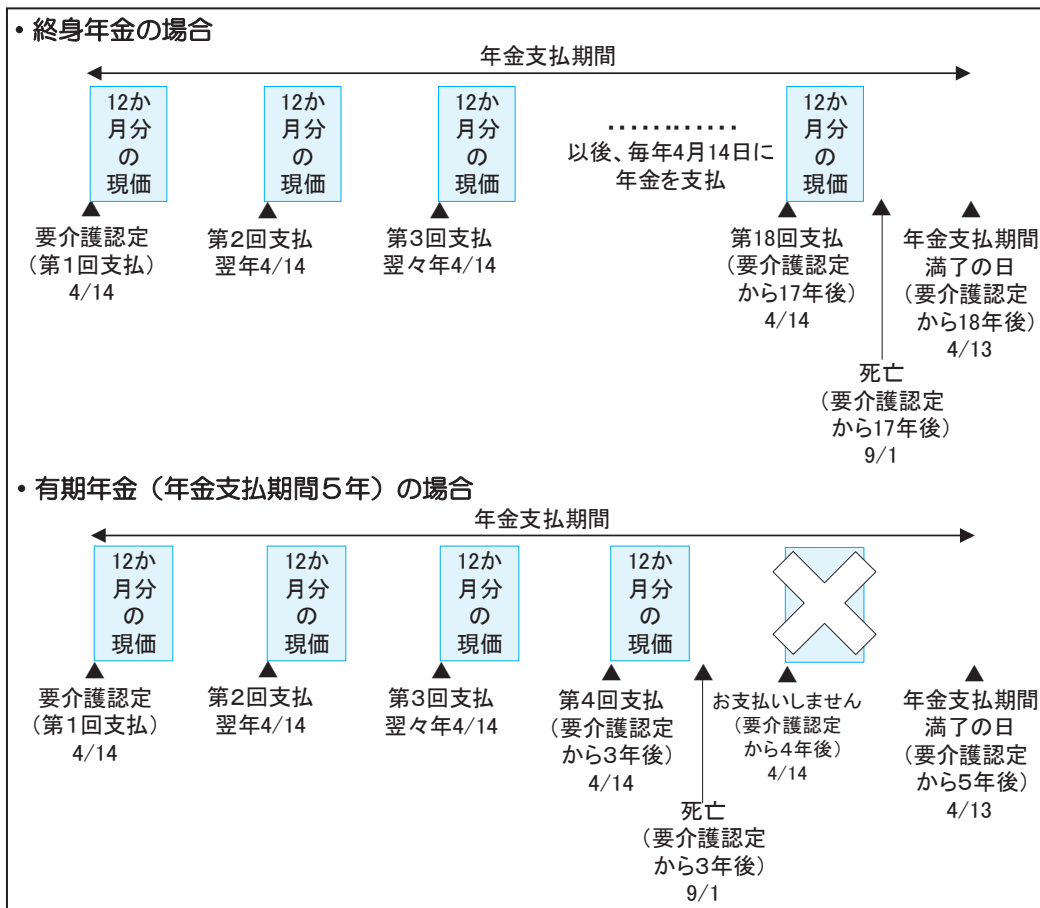 ・終身年金の場合
年金支払期間
12か
月分
の
現価
12か
月分
の
現価
12か
月分
の
現価
‥‥‥‥‥‥
以後、毎年4月14日に
年金を支払
12か
月分
の
現価
要介護認定
(第1回支払)
4/14
第2回支払
翌年4/14
第3回支払
翌々年4/14
第18回支払
(要介護認定
から17年後)
4/14
死亡
(要介護認定
から17年後)
9/1
年金支払期間
満了の日
(要介護認定
から18年後)
4/13
・有期年金(年金支払期間5年)の場合
年金支払期間
12か
月分
の
現価
12か
月分
の
現価
12か
月分
の
現価
12か
月分
の
現価
要介護認定
(第1回支払)
4/14
第2回支払
翌年4/14
第3回支払
翌々年4/14
第4回支払
(要介護認定
から3年後)
4/14
死亡
(要介護認定
から3年後)
9/1
お支払いしません
(要介護認定
から4年後)
4/14
年金支払期間
満了の日
(要介護認定
から5年後)
4/13